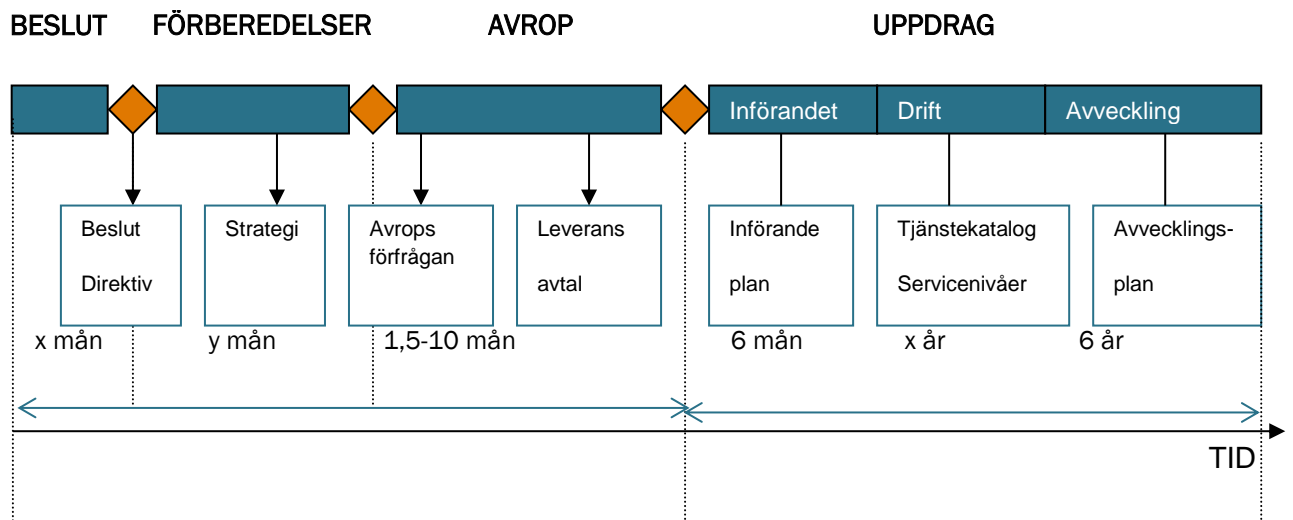 BESLUT FÖRBEREDELSER AVROP UPPDRAG
Införandet Drift Avveckling
Beslut
Direktiv
Strategi
Avrops
förfrågan
Leverans
avtal
Införande
plan
Tjänstekatalog
Servicenivåer
Avvecklings-
plan
x mån y mån 1,5-10 mån 6 mån x år 6 år
TID